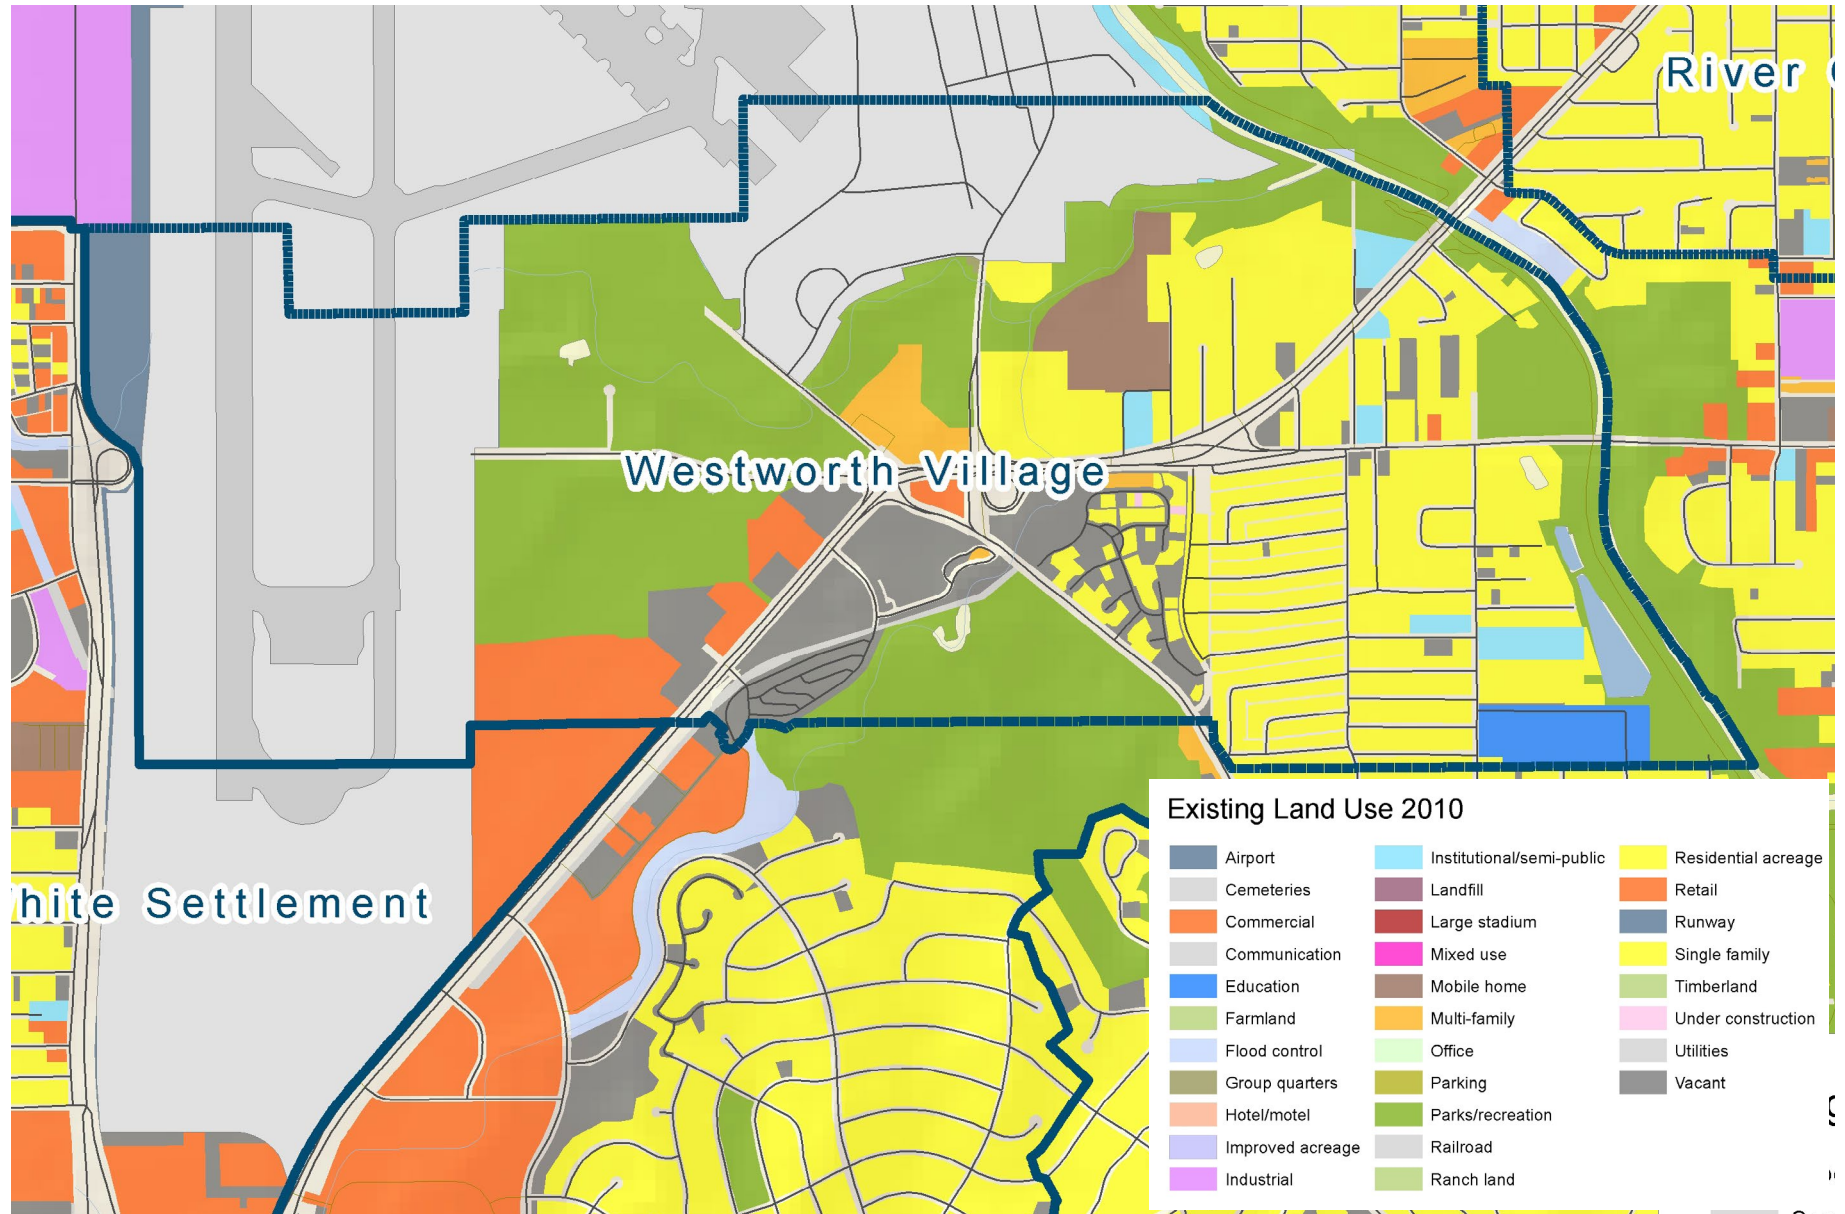 River
Westworth Village
hite Settlement
Existing Land Use 2010
Airport
Cemeteries
Commercial
Communication
Education
Farmland
Flood control
Group quarters
Hotel/motel
Improved acreage
Industrial
Institutional/semi-public
Landfill
Large stadium
Mixed use
Mobile home
Multi-family
Office
Parking
Parks/recreation
Railroad
Ranch land
Residential acreage
Retail
Runway
Single family
Timberland
Under construction
Utilities
Vacant